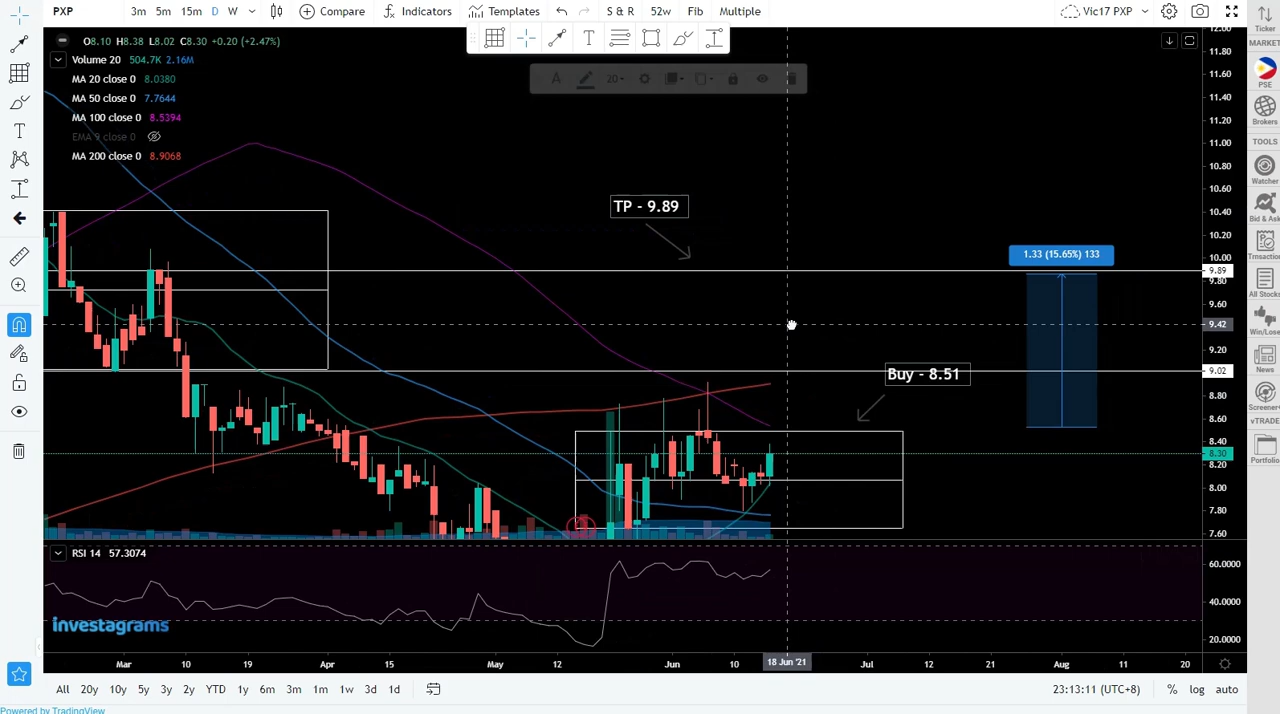 PXP 3m 5m 15m D W Compare Indicators Templates S & R 52w Fib Multiple Vic17 PXP
Ticker
MARKET
O8.10 H8.38 L8.02 C8.30 +0.20 (+2.47%)
Volume 20 504.7K 2.16M
MA 20 close 0 8.0380
MA 50 close 0 7.7644
MA 100 close 0 8.5394
EMA 9 close 0
MA 200 close 0 8.9068
T
A 20
TP - 9.89
Buy - 8.51
1.33 (15.65%) 133
12.00
11.80
11.60
11.40
11.20
11.00
10.80
10.60
10.40
10.20
10.00
9.89
9.80
9.60
9.42
9.20
9.02
8.80
8.60
8.40
8.30
8.20
8.00
7.80
7.60
PSE
Brokers
TOOLS
Watcher
Bid & Ask
All Stocks
Win/Lose
News
Screener
vTRADE
Portfolio
RSI 14 57.3074
60.0000
40.0000
20.0000
investagrams
Mar 10 19 Apr 15 May 12 Jun 10 18 Jun '21 Jul 12 21 Aug 11 20
All 20y 10y 5y 3y 2y YTD 1y 6m 3m 1m 1w 3d 1d 23:13:11 (UTC+8) % log auto
Powered by TradingView